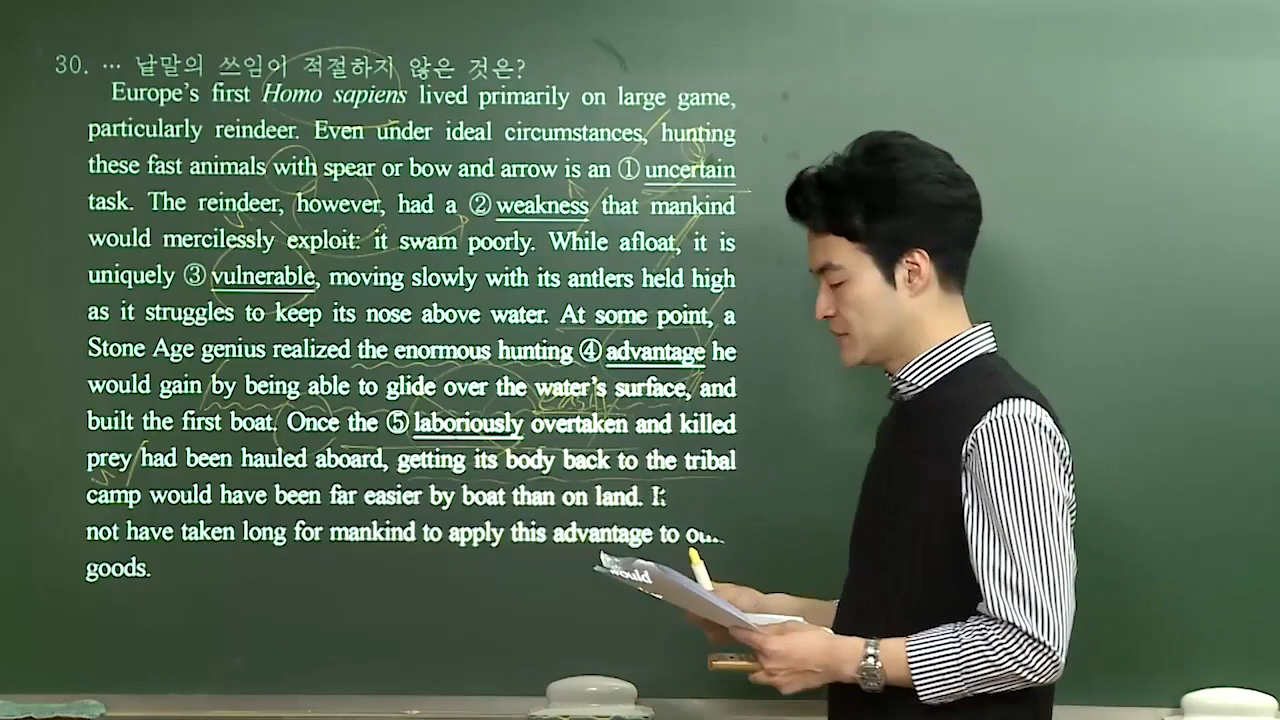 30. … 낱말의 쓰임이 적절하지 않은 것은?
Europe's first Homo sapiens lived primarily on large game,
particularly reindeer. Even under ideal circumstances, hunting
these fast animals with spear or bow and arrow is an ① uncertain
task. The reindeer, however, had a ② weakness that mankind
would mercilessly exploit: it swam poorly. While afloat, it is
uniquely ③ vulnerable, moving slowly with its antlers held high
as it struggles to keep its nose above water. At some point, a
Stone Age genius realized the enormous hunting ④ advantage he
would gain by being able to glide over the water's surface, and
built the first boat. Once the ⑤ laboriously overtaken and killed
prey had been hauled aboard, getting its body back to the tribal
camp would have been far easier by boat than on land. It
would
not have taken long for mankind to apply this advantage to
goods.